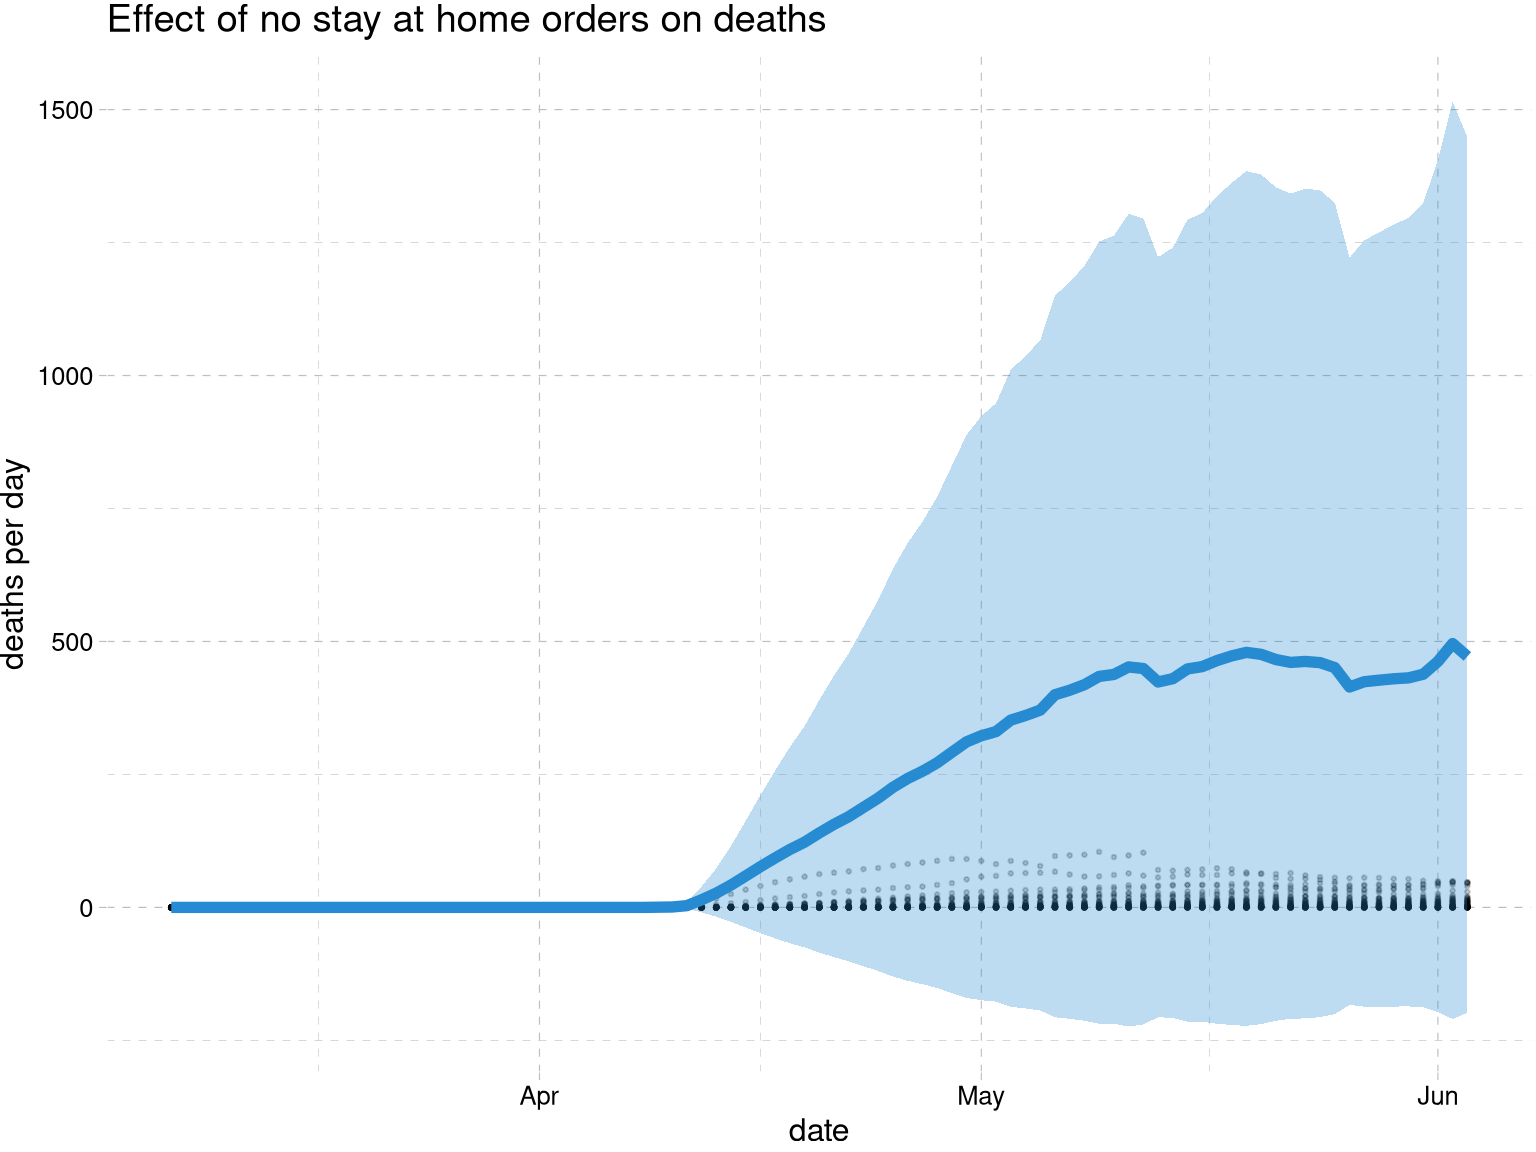 Effect of no stay at home orders on deaths
1500
1000
500
0
deaths per day
Apr
May
Jun
date